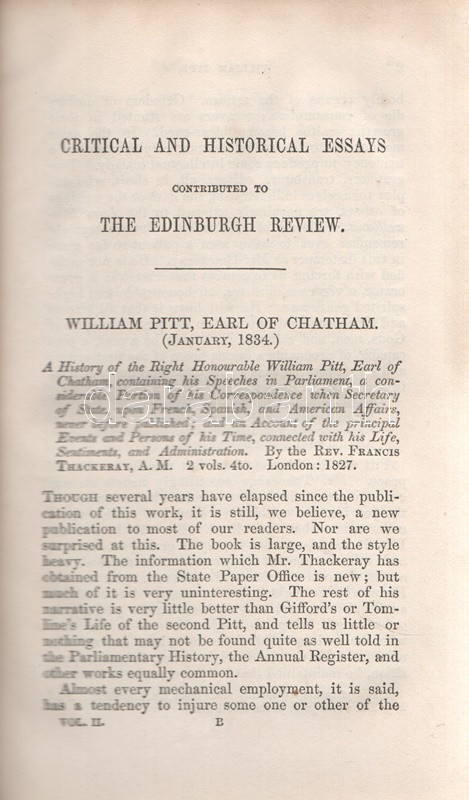 CRITICAL AND HISTORICAL ESSAYS
CONTRIBUTED TO
THE EDINBURGH REVIEW.
WILLIAM PITT, EARL OF CHATHAM.
(JANUARY, 1834.)
A History of the Right Honourable William Pitt, Earl of
Chatham, containing his Speeches in Parliament, a con-
siderable Portion of his Correspondence when Secretary
of State, upon French, Spanish, and American Affairs,
never before published; with an Account of the principal
Events and Persons of his Time, connected with his Life,
Sentiments, and Administration. By the REV. FRANCIS
THACKERAY, A. M. 2 vols. 4to. London: 1827.
THOUGH several years have elapsed since the publi-
cation of this work, it is still, we believe, a new
publication to most of our readers. Nor are we
surprised at this. The book is large, and the style
heavy. The information which Mr. Thackeray has
obtained from the State Paper Office is new; but
much of it is very uninteresting. The rest of his
narrative is very little better than Gifford's or Tom-
line's Life of the second Pitt, and tells us little or
nothing that may not be found quite as well told in
the Parliamentary History, the Annual Register, and
other works equally common.
Almost every mechanical employment, it is said,
has a tendency to injure some one or other of the
VOL. II. B
darabanth